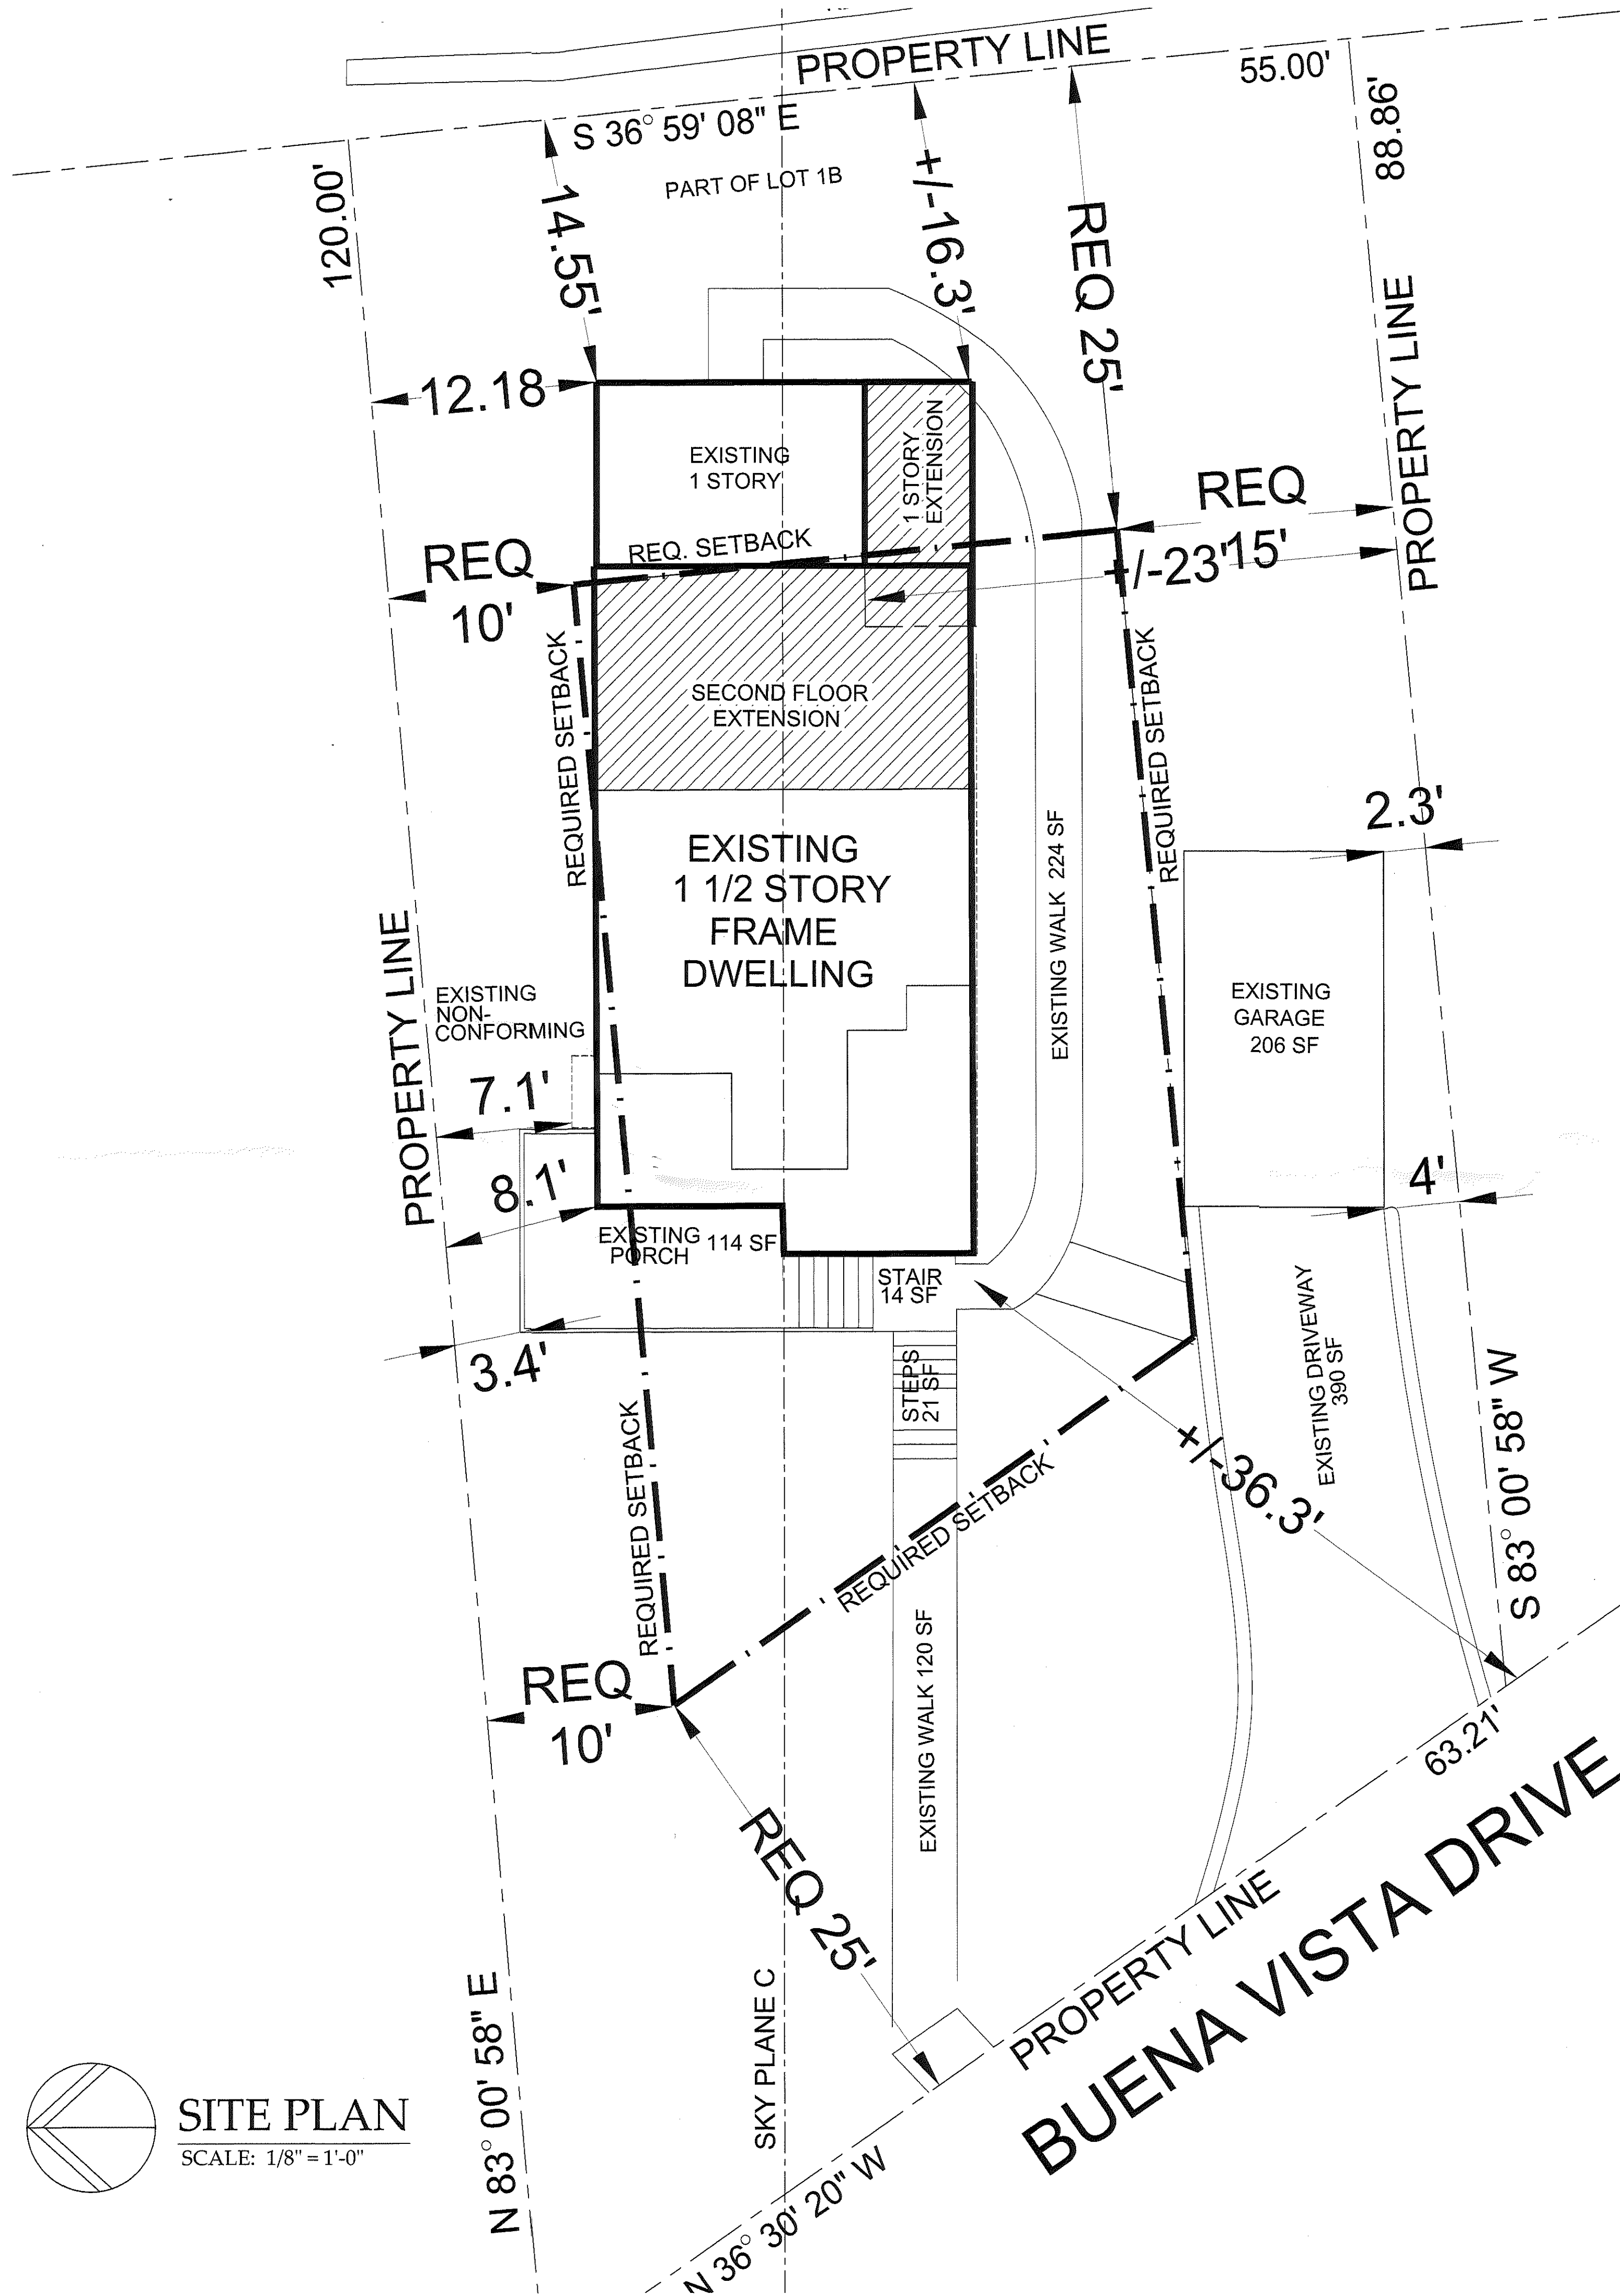 PROPERTY LINE
55.00'
S 36° 59' 08" E
88.86'
120.00'
PART OF LOT 1B
14.55'
+/-16.3'
REQ 25'
PROPERTY LINE
12.18
EXISTING
1 STORY
1 STORY
EXTENSION
REQ
15'
REQ. SETBACK
REQ
10'
+/-23'
REQUIRED SETBACK
SECOND FLOOR
EXTENSION
REQUIRED SETBACK
2.3'
EXISTING
1 1/2 STORY
FRAME
DWELLING
EXISTING WALK 224 SF
PROPERTY LINE
EXISTING
NON-
CONFORMING
EXISTING
GARAGE
206 SF
7.1'
8.1'
4'
EXISTING
PORCH
114 SF
STAIR
14 SF
3.4'
STEPS
21 SF
EXISTING DRIVEWAY
390 SF
S 83° 00' 58" W
REQUIRED SETBACK
REQUIRED SETBACK
+/-36.3'
EXISTING WALK 120 SF
REQ
10'
63.21'
REQ 25'
PROPERTY LINE
BUENA VISTA DRIVE
SKY PLANE C
N 83° 00' 58" E
N 36° 30' 20" W
SITE PLAN
SCALE: 1/8" = 1'-0"